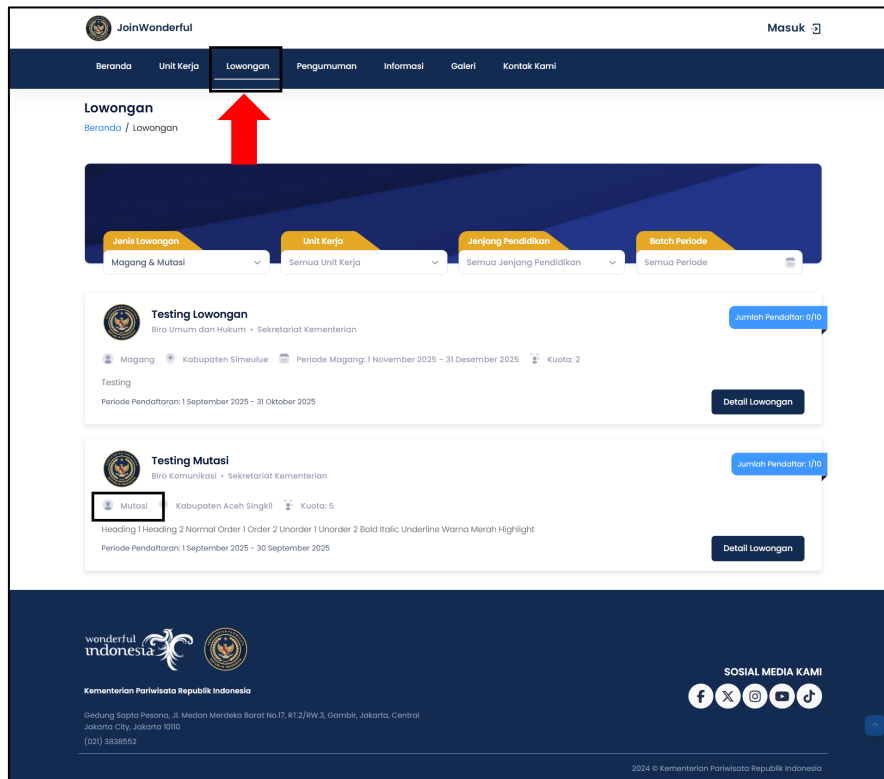 JoinWonderful
Masuk
Beranda Unit Kerja Lowongan Pengumuman Informasi Galeri Kontak Kami
Lowongan
Beranda / Lowongan
Jenis Lowongan Unit Kerja Jenjang Pendidikan Batch Periode
Magang & Mutasi Semua Unit Kerja Semua Jenjang Pendidikan Semua Periode
Testing Lowongan
Jumlah Pendaftar: 0/10
Biro Umum dan Hukum • Sekretariat Kementerian
Magang Kabupaten Simeulue Periode Magang: 1 November 2025 - 31 Desember 2025 Kuota: 2
Testing
Periode Pendaftaran: 1 September 2025 - 31 Oktober 2025
Detail Lowongan
Testing Mutasi
Jumlah Pendaftar: 1/10
Biro Komunikasi • Sekretariat Kementerian
Mutasi Kabupaten Aceh Singkil Kuota: 5
Heading 1 Heading 2 Normal Order 1 Order 2 Unorder 1 Unorder 2 Bold Italic Underline Warna Merah Highlight
Periode Pendaftaran: 1 September 2025 - 30 September 2025
Detail Lowongan
wonderful
indonesia
SOSIAL MEDIA KAMI
Kementerian Pariwisata Republik Indonesia
Gedung Sapta Pesona, Jl. Medan Merdeka Barat No.17, RT.2/RW.3, Gambir, Jakarta, Central
Jakarta City, Jakarta 10110
(021) 3838552
2024 © Kementerian Pariwisata Republik Indonesia